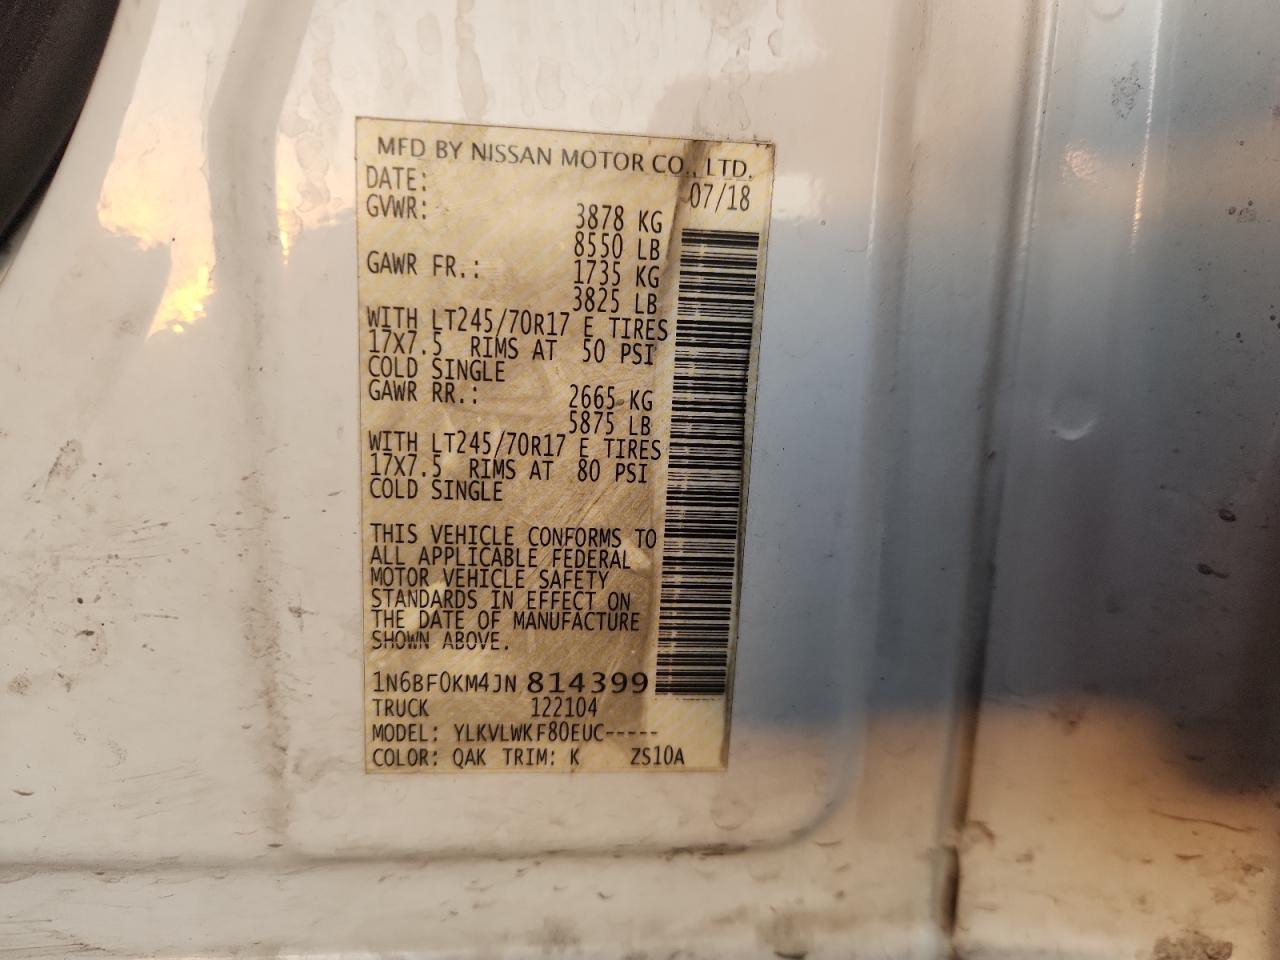 MFD BY NISSAN MOTOR CO., LTD.
DATE: 07/18
GVWR: 3878 KG
8550 LB
GAWR FR.: 1735 KG
3825 LB
WITH LT245/70R17 E TIRES
17X7.5 RIMS AT 50 PSI
COLD SINGLE
GAWR RR.: 2665 KG
5875 LB
WITH LT245/70R17 E TIRES
17X7.5 RIMS AT 80 PSI
COLD SINGLE
THIS VEHICLE CONFORMS TO
ALL APPLICABLE FEDERAL
MOTOR VEHICLE SAFETY
STANDARDS IN EFFECT ON
THE DATE OF MANUFACTURE
SHOWN ABOVE.
1N6BF0KM4JN814399
TRUCK 122104
MODEL: YLKVLWKF80EUC-----
COLOR: QAK TRIM: K ZS10A